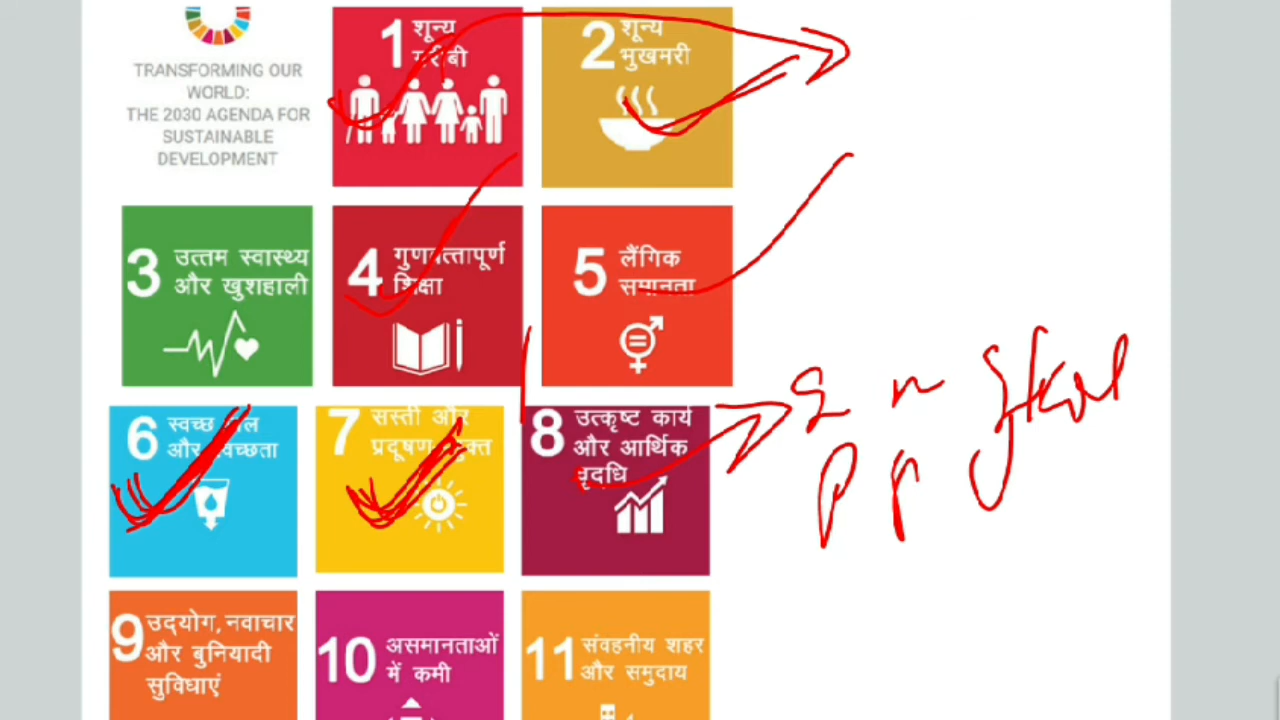 TRANSFORMING OUR
WORLD:
THE 2030 AGENDA FOR
SUSTAINABLE
DEVELOPMENT
1 शून्य
गरीबी
2 शून्य
भुखमरी
3 उत्तम स्वास्थ्य
और खुशहाली
4 गुणवत्तापूर्ण
शिक्षा
5 लैंगिक
समानता
6 स्वच्छ जल
और स्वच्छता
7 सस्ती और
प्रदूषण मुक्त
8 उत्कृष्ट कार्य
और आर्थिक
वृद्धि
9 उद्योग, नवाचार
और बुनियादी
सुविधाएं
10 असमानताओं
में कमी
11 संवहनीय शहर
और समुदाय